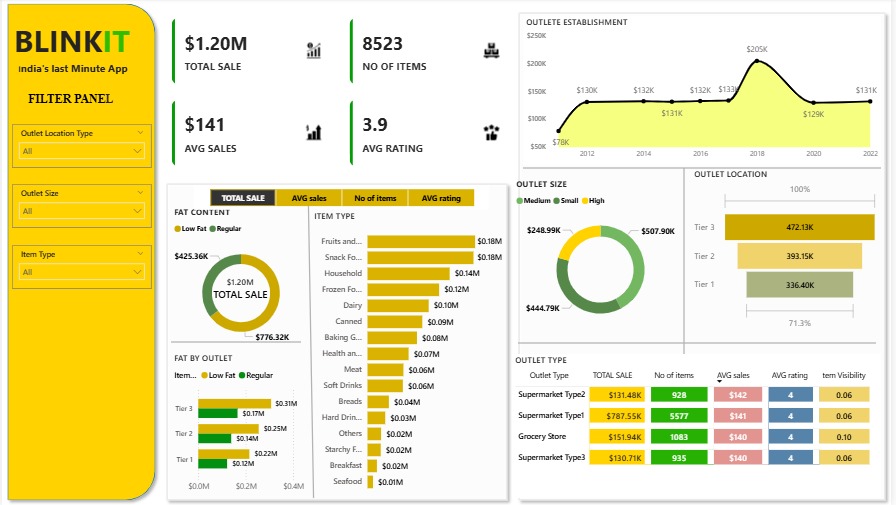 BLINKIT
india's last Minute App
FILTER PANEL
Outlet Location Type
All
Outlet Size
All
Item Type
All
$1.20M
TOTAL SALE
8523
NO OF ITEMS
$141
AVG SALES
3.9
AVG RATING
OUTLETE ESTABLISHMENT
$250K
$200K
$150K
$100K
$50K
$78K
$130K
$132K
$131K
$132K
$133K
$205K
$129K
$131K
2012
2014
2016
2018
2020
2022
TOTAL SALE
AVG sales
No of items
AVG rating
FAT CONTENT
Low Fat
Regular
$425.36K
$1.20M
TOTAL SALE
$776.32K
FAT BY OUTLET
Item...
Low Fat
Regular
Tier 3
$0.31M
$0.17M
Tier 2
$0.25M
$0.14M
Tier 1
$0.22M
$0.12M
$0.0M
$0.2M
$0.4M
ITEM TYPE
Fruits and... $0.18M
Snack Fo... $0.18M
Household $0.14M
Frozen Fo... $0.12M
Dairy $0.10M
Canned $0.09M
Baking G... $0.08M
Health an... $0.07M
Meat $0.06M
Soft Drinks $0.06M
Breads $0.04M
Hard Drin... $0.03M
Others $0.02M
Starchy F... $0.02M
Breakfast $0.02M
Seafood $0.01M
OUTLET SIZE
Medium
Small
High
$248.99K
$507.90K
$444.79K
OUTLET LOCATION
100%
Tier 3 472.13K
Tier 2 393.15K
Tier 1 336.40K
71.3%
OUTLET TYPE
Outlet Type TOTAL SALE No of items AVG sales AVG rating tem Visibility
Supermarket Type2 $131.48K 928 $142 4 0.06
Supermarket Type1 $787.55K 5577 $141 4 0.06
Grocery Store $151.94K 1083 $140 4 0.10
Supermarket Type3 $130.71K 935 $140 4 0.06